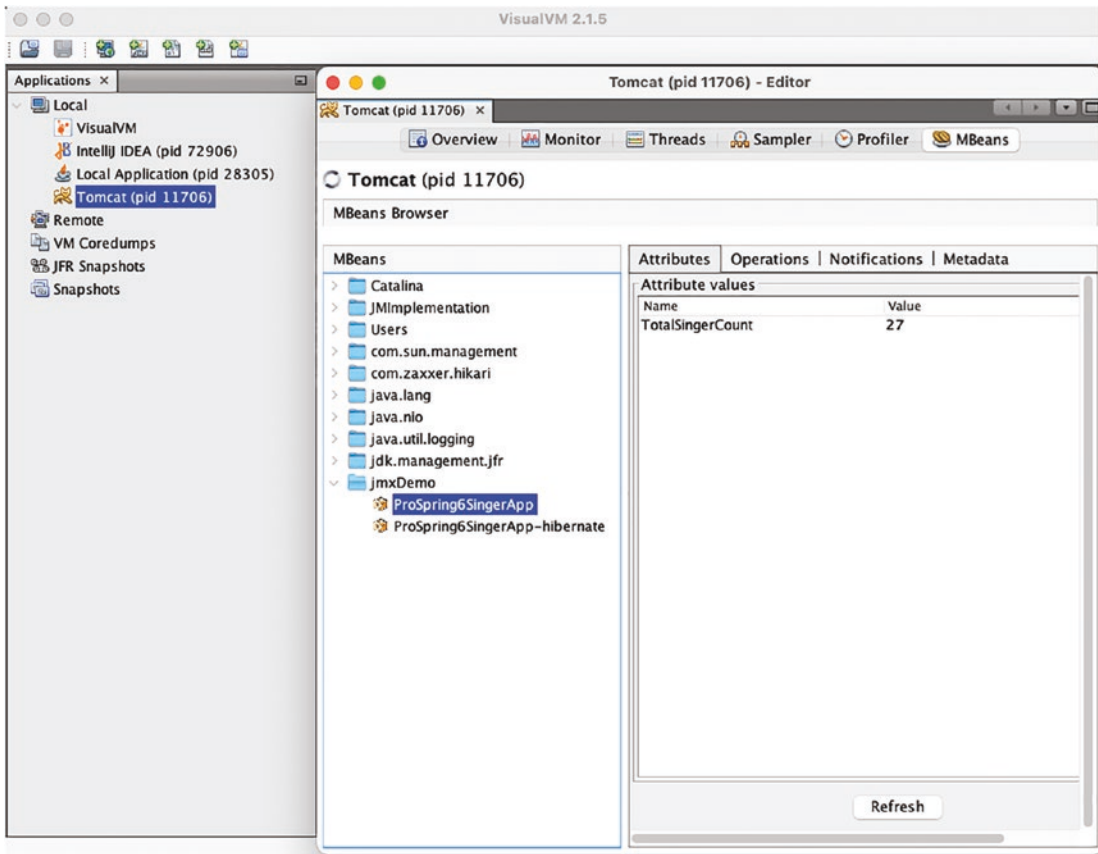 VisualVM 2.1.5
Applications ×
Local
VisualVM
IntelliJ IDEA (pid 72906)
Local Application (pid 28305)
Tomcat (pid 11706)
Remote
VM Coredumps
JFR Snapshots
Snapshots
Tomcat (pid 11706) - Editor
Tomcat (pid 11706) ×
Overview Monitor Threads Sampler Profiler MBeans
Tomcat (pid 11706)
MBeans Browser
MBeans
Catalina
JMImplementation
Users
com.sun.management
com.zaxxer.hikari
java.lang
java.nio
java.util.logging
jdk.management.jfr
jmxDemo
ProSpring6SingerApp
ProSpring6SingerApp-hibernate
Attributes Operations | Notifications | Metadata
Attribute values
Name Value
TotalSingerCount 27
Refresh